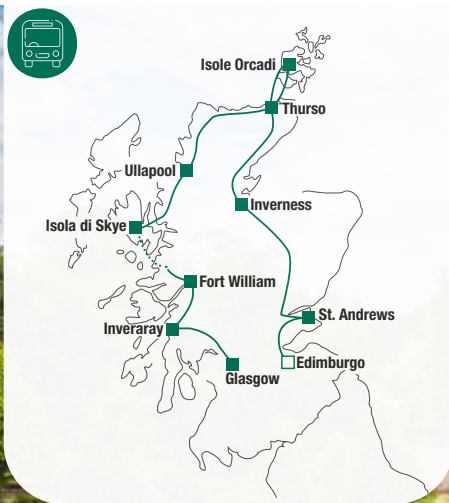 Isole Orcadi
Thurso
Ullapool
Inverness
Isola di Skye
Fort William
St. Andrews
Inveraray
Edimburgo
Glasgow